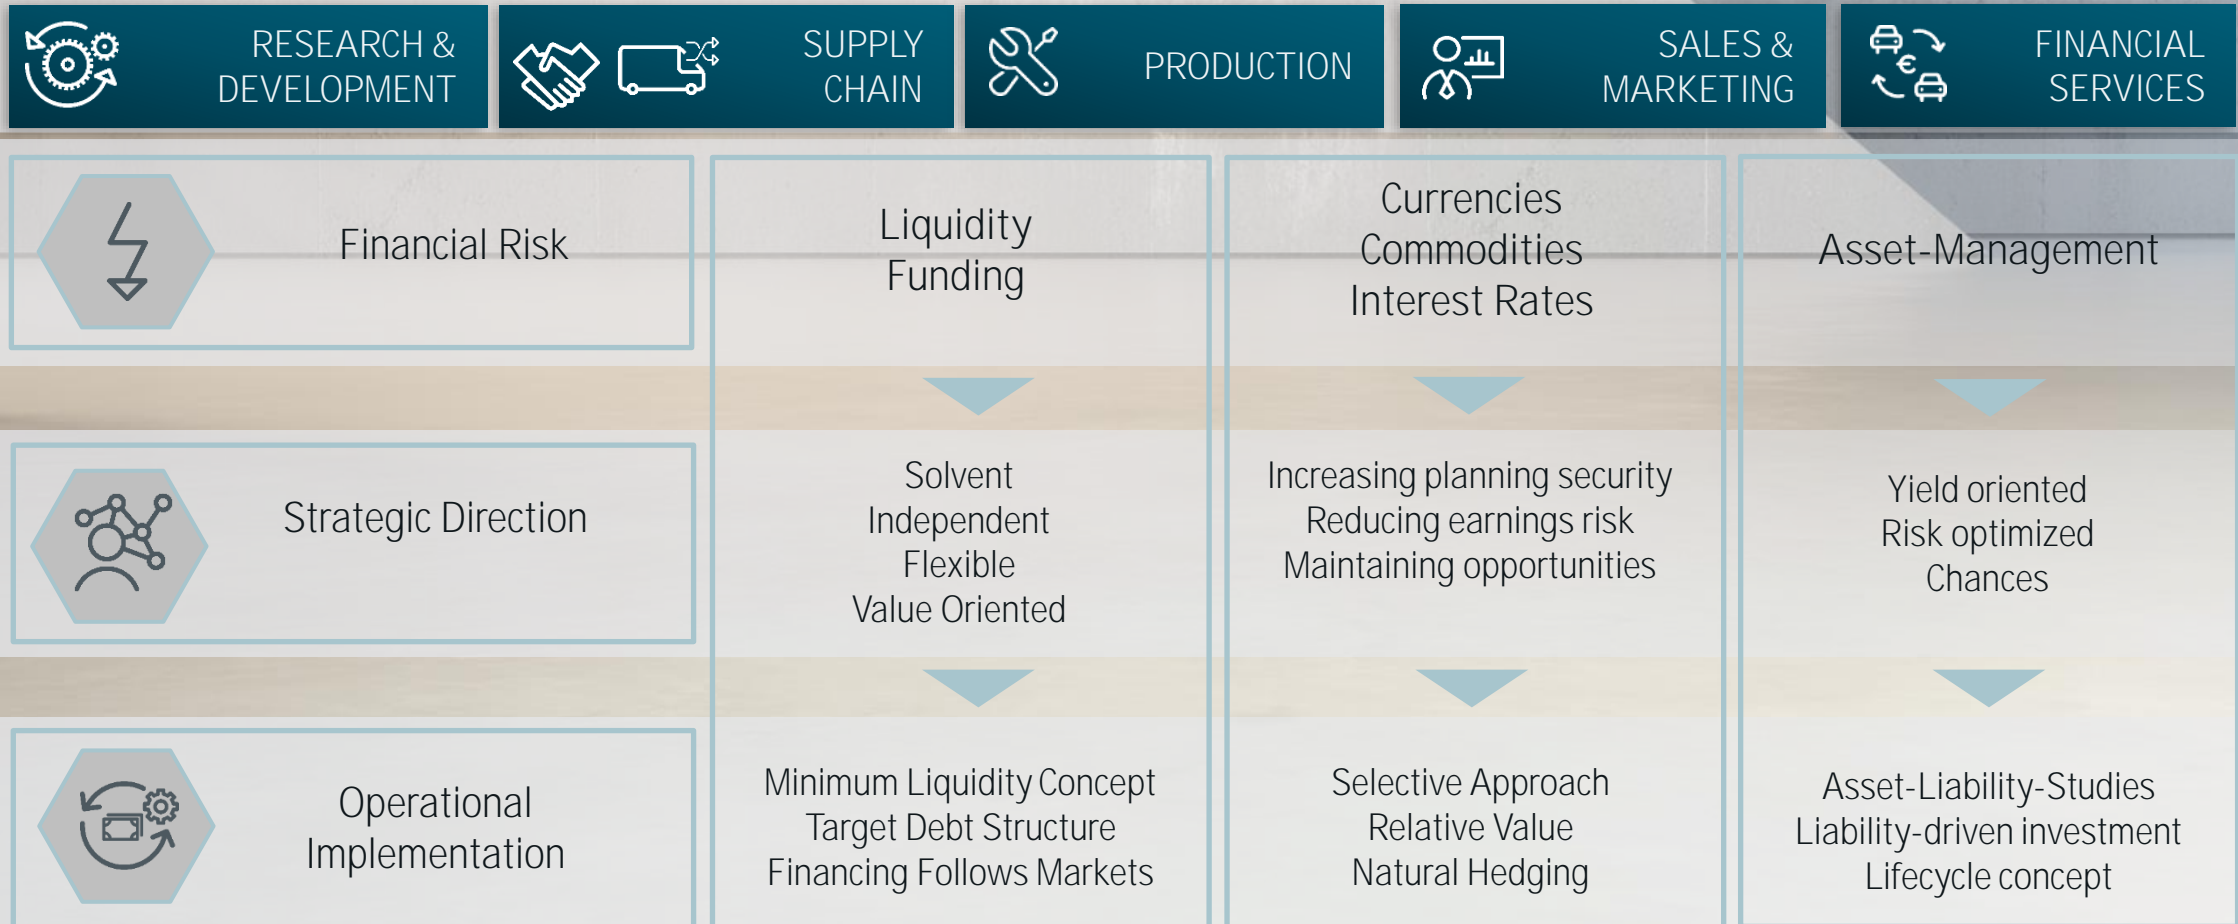 RESEARCH &
DEVELOPMENT
SUPPLY
CHAIN
PRODUCTION
SALES &
MARKETING
€
FINANCIAL
SERVICES
Financial Risk
Liquidity
Funding
Currencies
Commodities
Interest Rates
Asset-Management
Strategic Direction
Solvent
Independent
Flexible
Value Oriented
Increasing planning security
Reducing earnings risk
Maintaining opportunities
Yield oriented
Risk optimized
Chances
Operational
Implementation
Minimum Liquidity Concept
Target Debt Structure
Financing Follows Markets
Selective Approach
Relative Value
Natural Hedging
Asset-Liability-Studies
Liability-driven investment
Lifecycle concept